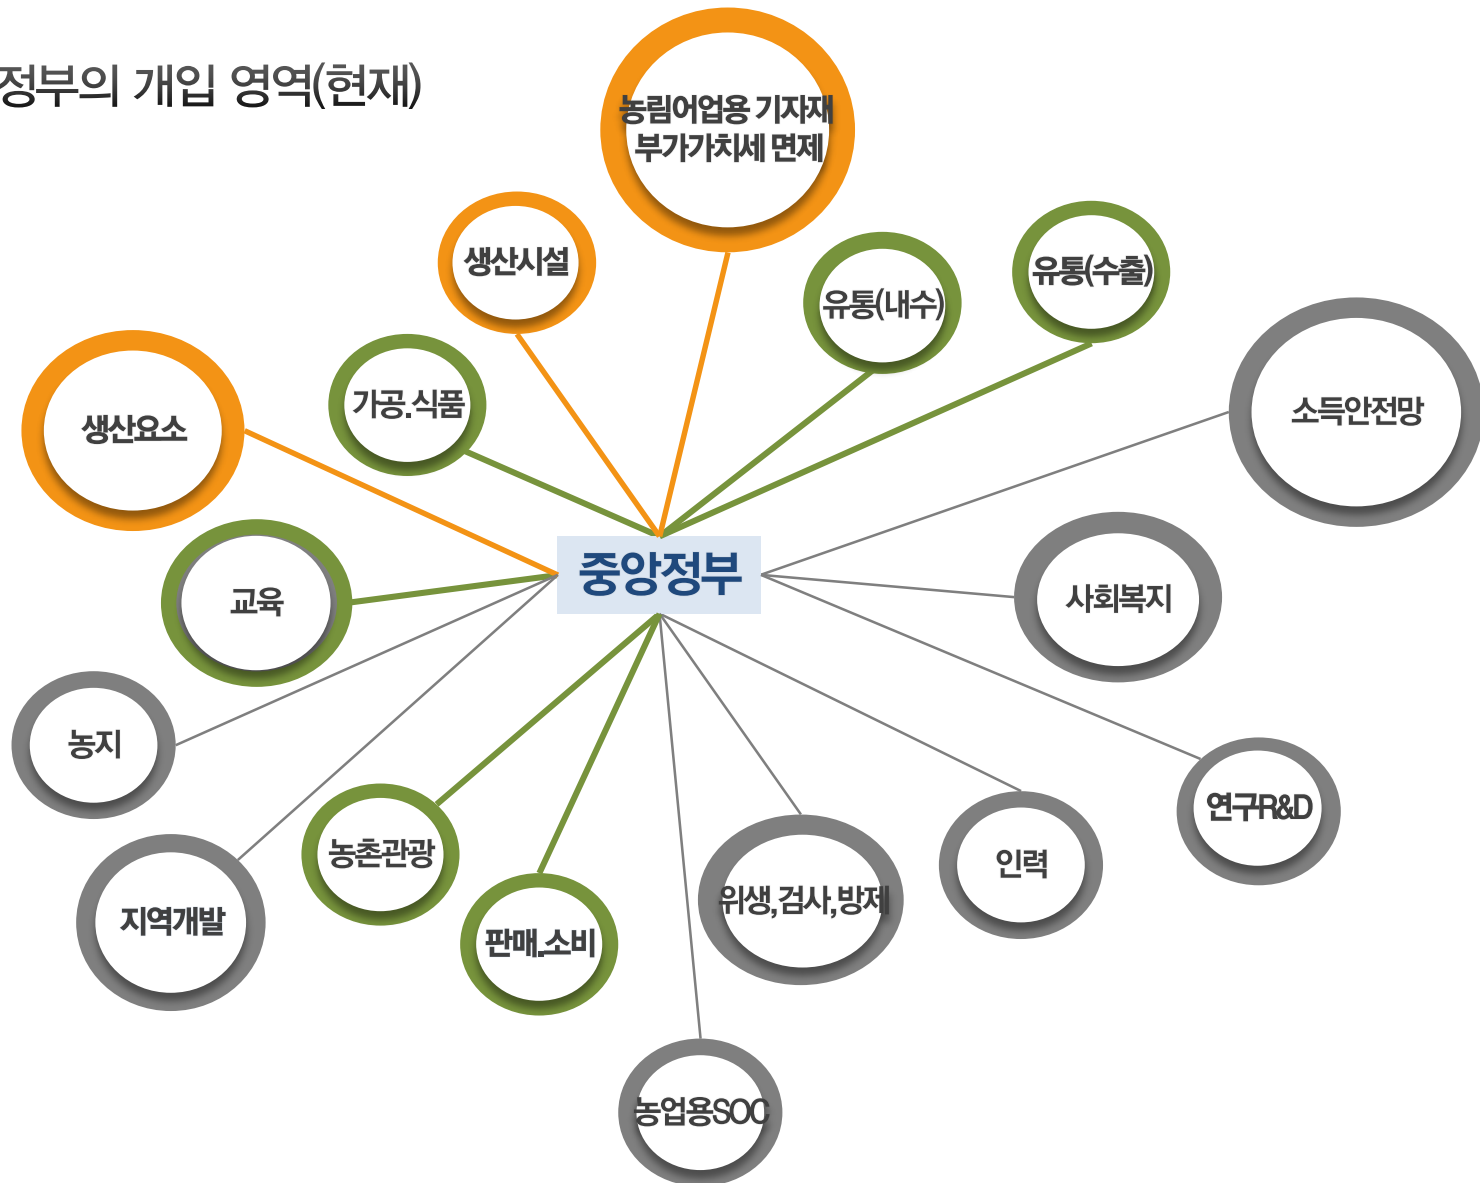 정부의 개입 영역(현재)
농림어업용 기자재
부가가치세 면제
생산시설
유통(내수)
유통(수출)
생산요소
가공.식품
소득안전망
중앙정부
교육
사회복지
농지
연구R&D
지역개발
농촌관광
판매.소비
위생,검사,방제
인력
농업용SOC